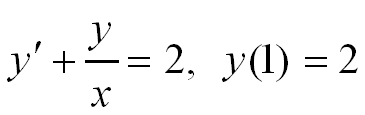 y′ + y/x = 2, y(1) = 2